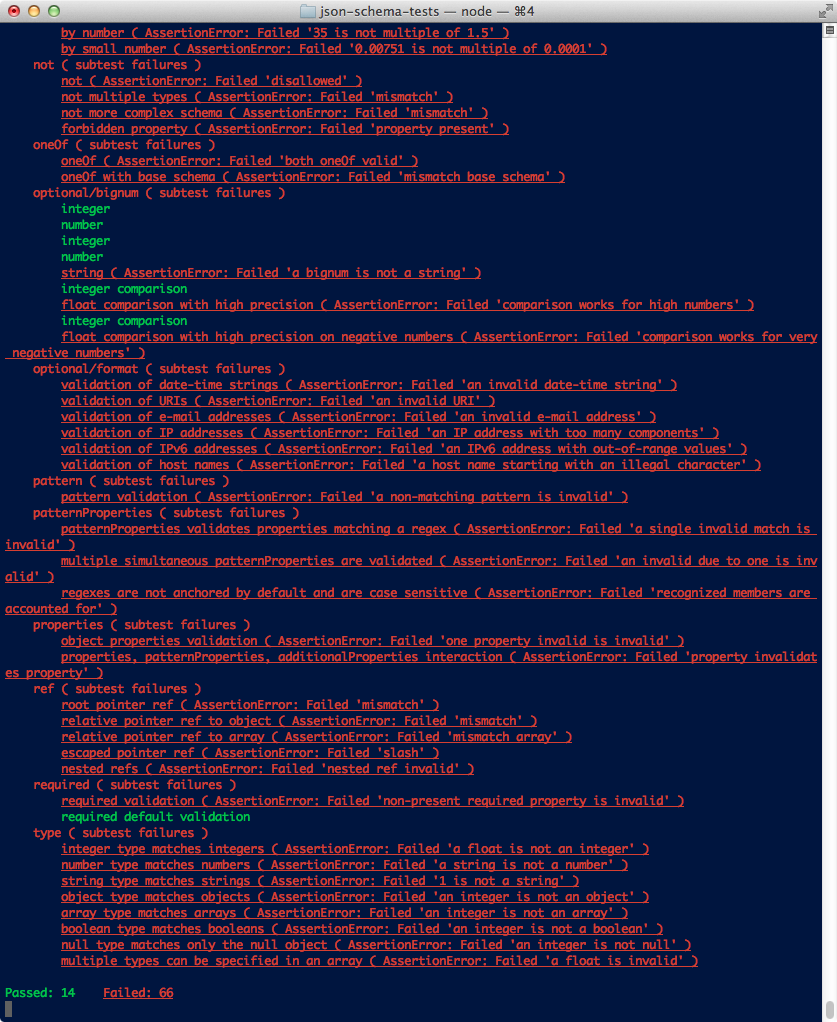 json-schema-tests — node — ⌘4
by number ( AssertionError: Failed '35 is not multiple of 1.5' )
by small number ( AssertionError: Failed '0.00751 is not multiple of 0.0001' )
not ( subtest failures )
not ( AssertionError: Failed 'disallowed' )
not multiple types ( AssertionError: Failed 'mismatch' )
not more complex schema ( AssertionError: Failed 'mismatch' )
forbidden property ( AssertionError: Failed 'property present' )
oneOf ( subtest failures )
oneOf ( AssertionError: Failed 'both oneOf valid' )
oneOf with base schema ( AssertionError: Failed 'mismatch base schema' )
optional/bignum ( subtest failures )
integer
number
integer
number
string ( AssertionError: Failed 'a bignum is not a string' )
integer comparison
float comparison with high precision ( AssertionError: Failed 'comparison works for high numbers' )
integer comparison
float comparison with high precision on negative numbers ( AssertionError: Failed 'comparison works for very
negative numbers' )
optional/format ( subtest failures )
validation of date-time strings ( AssertionError: Failed 'an invalid date-time string' )
validation of URIs ( AssertionError: Failed 'an invalid URI' )
validation of e-mail addresses ( AssertionError: Failed 'an invalid e-mail address' )
validation of IP addresses ( AssertionError: Failed 'an IP address with too many components' )
validation of IPv6 addresses ( AssertionError: Failed 'an IPv6 address with out-of-range values' )
validation of host names ( AssertionError: Failed 'a host name starting with an illegal character' )
pattern ( subtest failures )
pattern validation ( AssertionError: Failed 'a non-matching pattern is invalid' )
patternProperties ( subtest failures )
patternProperties validates properties matching a regex ( AssertionError: Failed 'a single invalid match is
invalid' )
multiple simultaneous patternProperties are validated ( AssertionError: Failed 'an invalid due to one is inv
alid' )
regexes are not anchored by default and are case sensitive ( AssertionError: Failed 'recognized members are
accounted for' )
properties ( subtest failures )
object properties validation ( AssertionError: Failed 'one property invalid is invalid' )
properties, patternProperties, additionalProperties interaction ( AssertionError: Failed 'property invalidat
es property' )
ref ( subtest failures )
root pointer ref ( AssertionError: Failed 'mismatch' )
relative pointer ref to object ( AssertionError: Failed 'mismatch' )
relative pointer ref to array ( AssertionError: Failed 'mismatch array' )
escaped pointer ref ( AssertionError: Failed 'slash' )
nested refs ( AssertionError: Failed 'nested ref invalid' )
required ( subtest failures )
required validation ( AssertionError: Failed 'non-present required property is invalid' )
required default validation
type ( subtest failures )
integer type matches integers ( AssertionError: Failed 'a float is not an integer' )
number type matches numbers ( AssertionError: Failed 'a string is not a number' )
string type matches strings ( AssertionError: Failed '1 is not a string' )
object type matches objects ( AssertionError: Failed 'an integer is not an object' )
array type matches arrays ( AssertionError: Failed 'an integer is not an array' )
boolean type matches booleans ( AssertionError: Failed 'an integer is not a boolean' )
null type matches only the null object ( AssertionError: Failed 'an integer is not null' )
multiple types can be specified in an array ( AssertionError: Failed 'a float is invalid' )
Passed: 14 Failed: 66